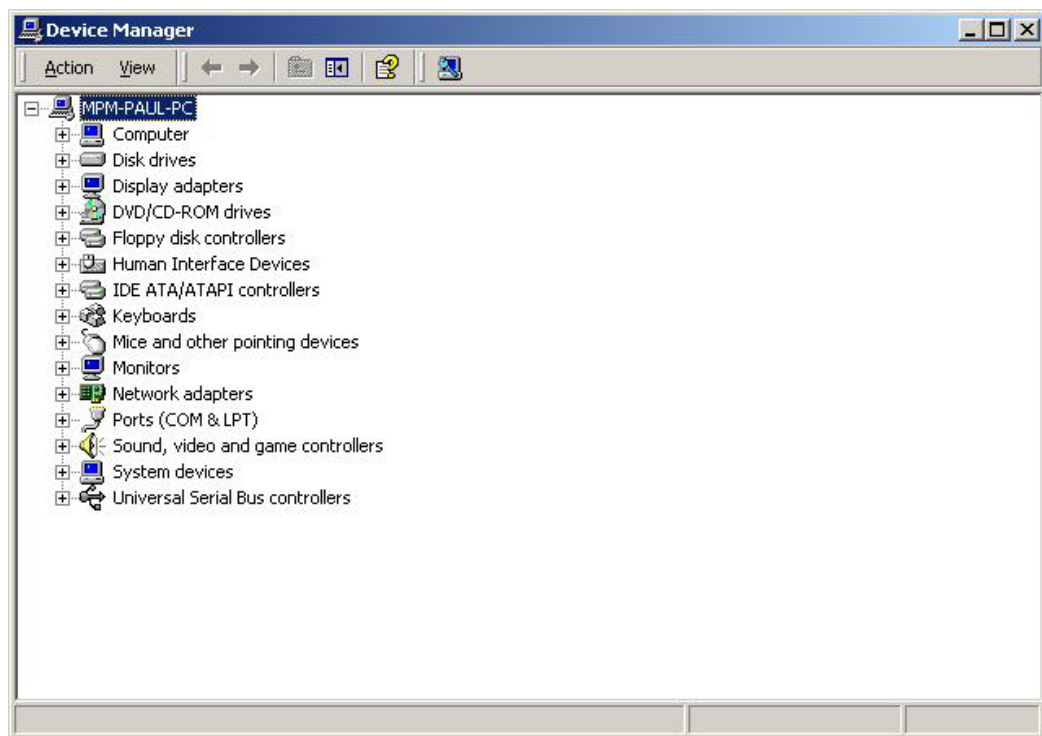 Device Manager
Action View
MPM-PAUL-PC
Computer
Disk drives
Display adapters
DVD/CD-ROM drives
Floppy disk controllers
Human Interface Devices
IDE ATA/ATAPI controllers
Keyboards
Mice and other pointing devices
Monitors
Network adapters
Ports (COM & LPT)
Sound, video and game controllers
System devices
Universal Serial Bus controllers